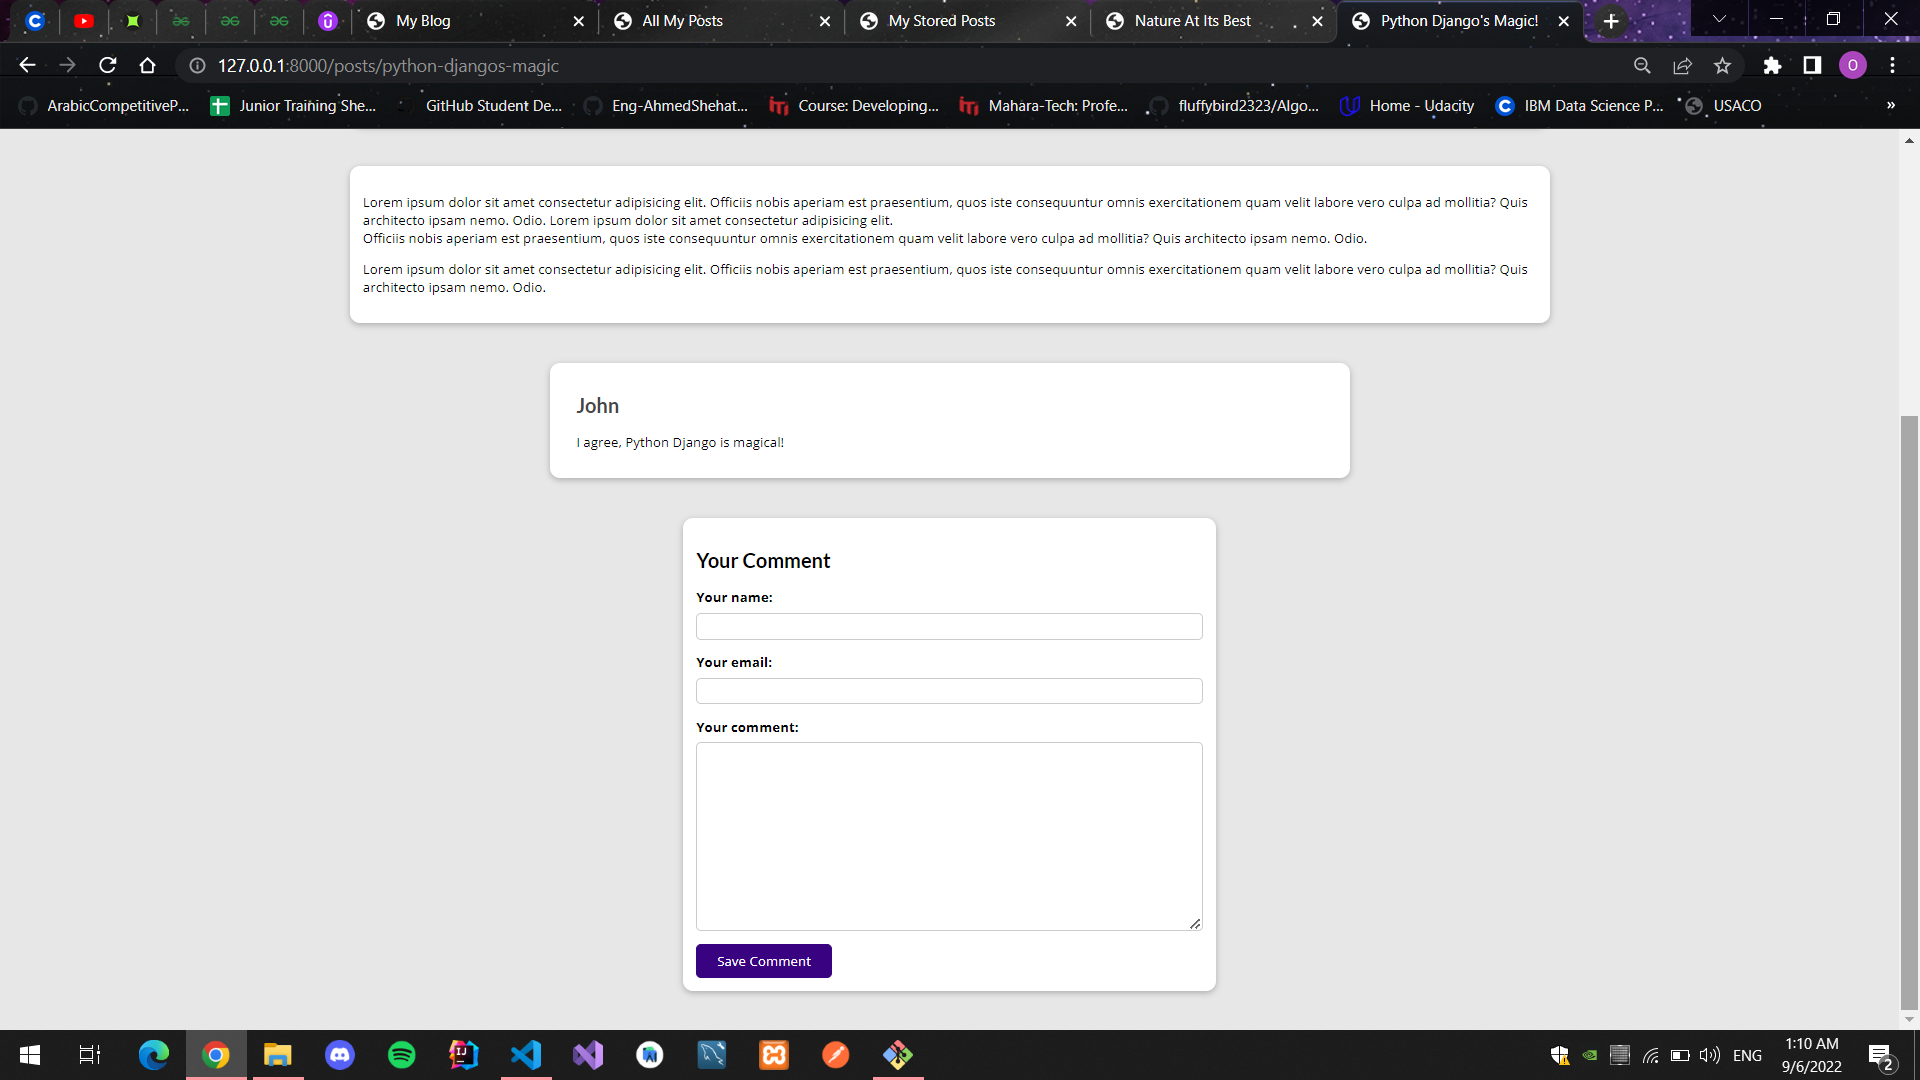 My Blog
All My Posts
My Stored Posts
Nature At Its Best
Python Django's Magic!
127.0.0.1:8000/posts/python-djangos-magic
O
ArabicCompetitiveP...
Junior Training She...
GitHub Student De...
Eng-AhmedShehat...
Course: Developing...
Mahara-Tech: Profe...
fluffybird2323/Algo...
Home - Udacity
IBM Data Science P...
USACO
»
Lorem ipsum dolor sit amet consectetur adipisicing elit. Officiis nobis aperiam est praesentium, quos iste consequuntur omnis exercitationem quam velit labore vero culpa ad mollitia? Quis
architecto ipsam nemo. Odio. Lorem ipsum dolor sit amet consectetur adipisicing elit.
Officiis nobis aperiam est praesentium, quos iste consequuntur omnis exercitationem quam velit labore vero culpa ad mollitia? Quis architecto ipsam nemo. Odio.
Lorem ipsum dolor sit amet consectetur adipisicing elit. Officiis nobis aperiam est praesentium, quos iste consequuntur omnis exercitationem quam velit labore vero culpa ad mollitia? Quis
architecto ipsam nemo. Odio.
John
I agree, Python Django is magical!
Your Comment
Your name:
Your email:
Your comment:
Save Comment
ENG
1:10 AM
9/6/2022
2